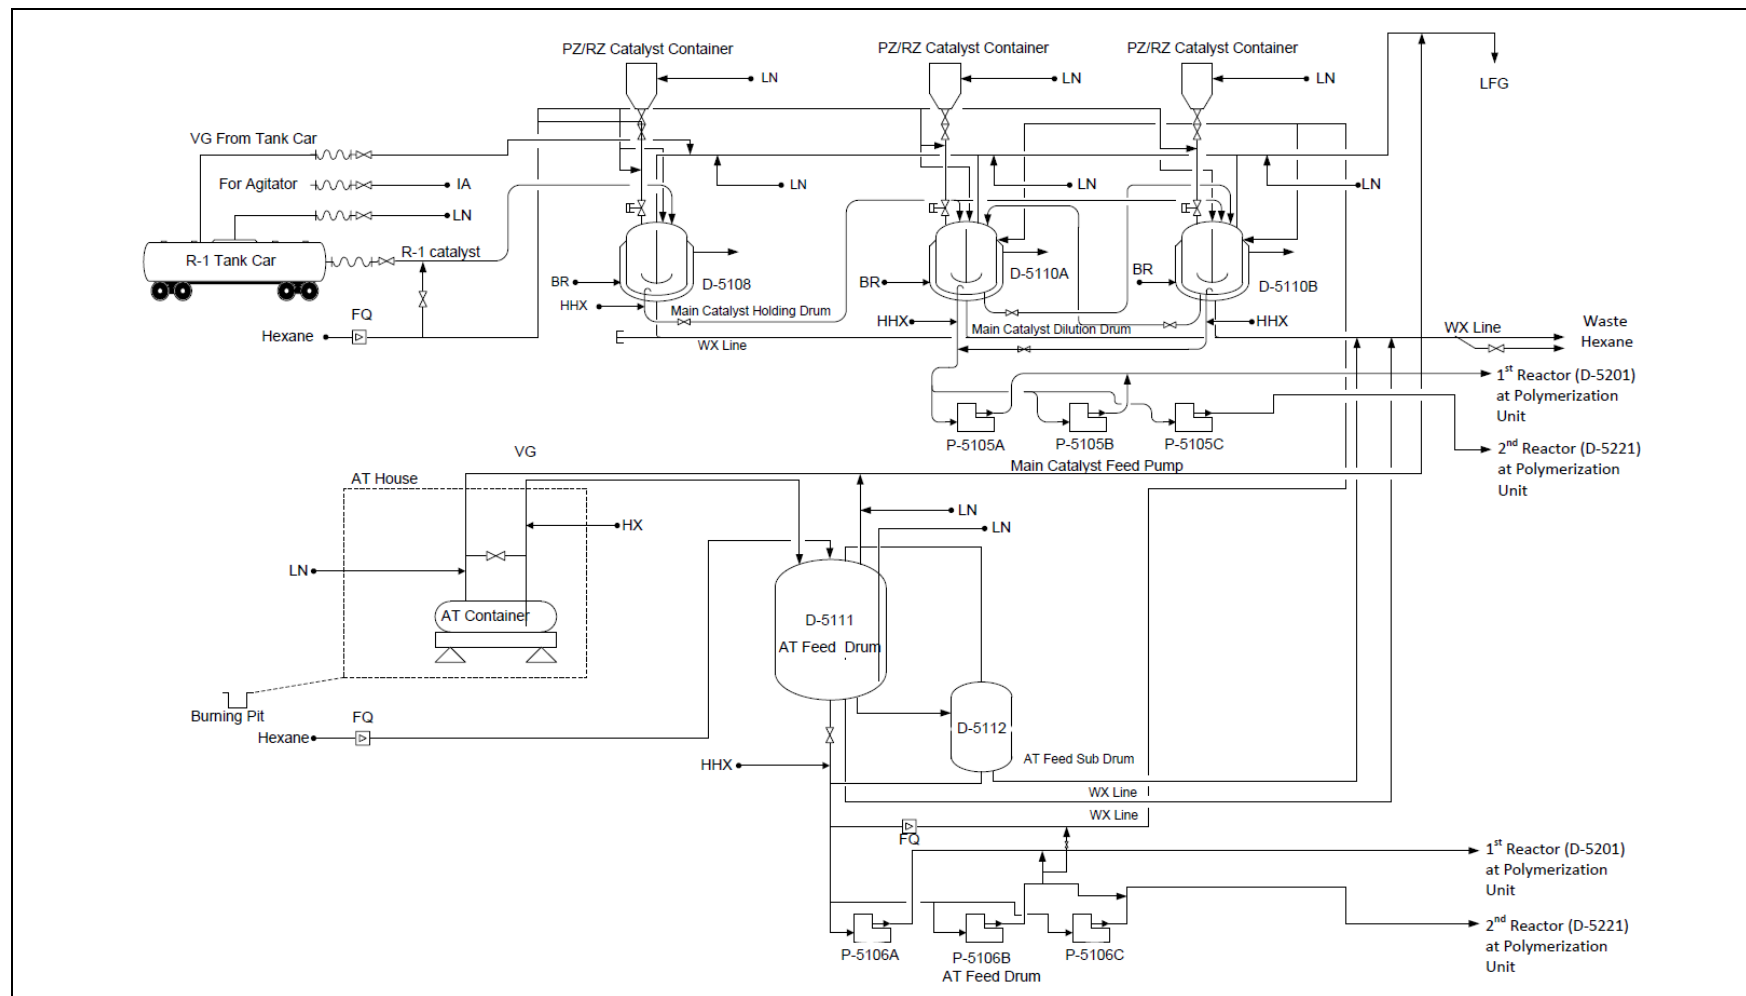 PZ/RZ Catalyst Container
PZ/RZ Catalyst Container
PZ/RZ Catalyst Container
LN
LN
LN
LFG
VG From Tank Car
For Agitator
IA
LN
LN
LN
LN
R-1 Tank Car
R-1 catalyst
BR
D-5108
BR
D-5110A
BR
D-5110B
HHX
Main Catalyst Holding Drum
HHX
Main Catalyst Dilution Drum
HHX
FQ
Hexane
WX Line
WX Line
Waste
Hexane
1st Reactor (D-5201)
at Polymerization
Unit
P-5105A
P-5105B
P-5105C
Main Catalyst Feed Pump
2nd Reactor (D-5221)
at Polymerization
Unit
VG
AT House
HX
LN
LN
LN
AT Container
D-5111
AT Feed Drum
Burning Pit
FQ
Hexane
D-5112
HHX
AT Feed Sub Drum
WX Line
WX Line
FQ
1st Reactor (D-5201)
at Polymerization
Unit
P-5106A
P-5106B
P-5106C
AT Feed Drum
2nd Reactor (D-5221)
at Polymerization
Unit